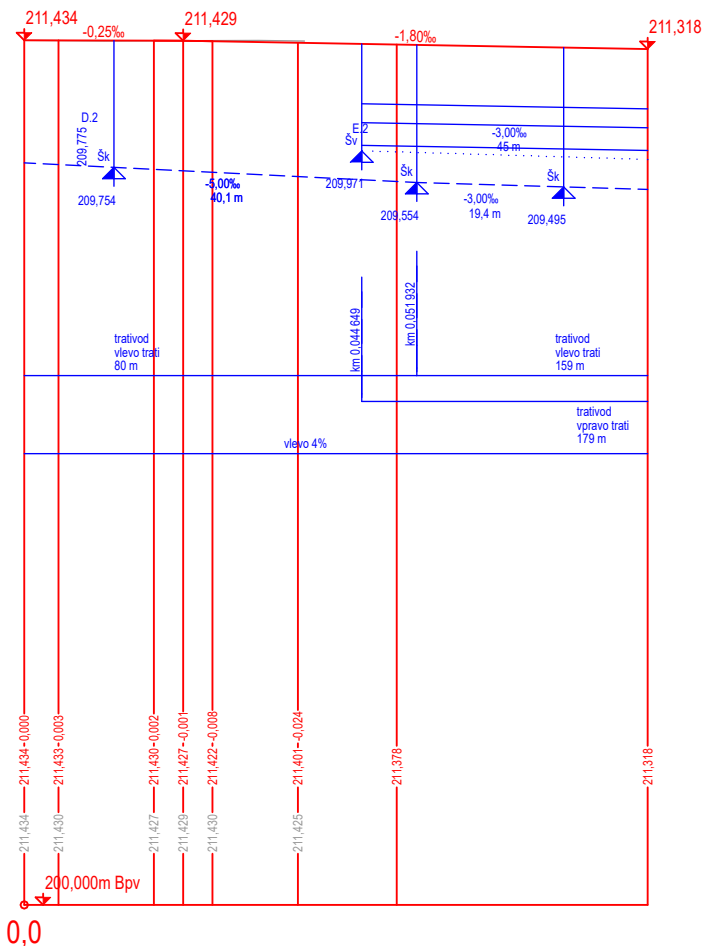 211,434
211,429
211,318
-0,25‰
-1,80‰
D.2
209,775
Šk
209,754
-5,00‰
40,1 m
E.2
Šv
209,971
-3,00‰
45 m
Šk
209,554
-3,00‰
19,4 m
Šk
209,495
km 0,044 649
km 0,051 932
trativod
vlevo trati
80 m
trativod
vlevo trati
159 m
trativod
vpravo trati
179 m
vlevo 4%
211,434 -0,000
211,433 -0,003
211,430 -0,002
211,427 -0,001
211,422 -0,008
211,401 -0,024
211,378
211,318
211,434
211,430
211,427
211,429
211,430
211,425
200,000m Bpv
0,0